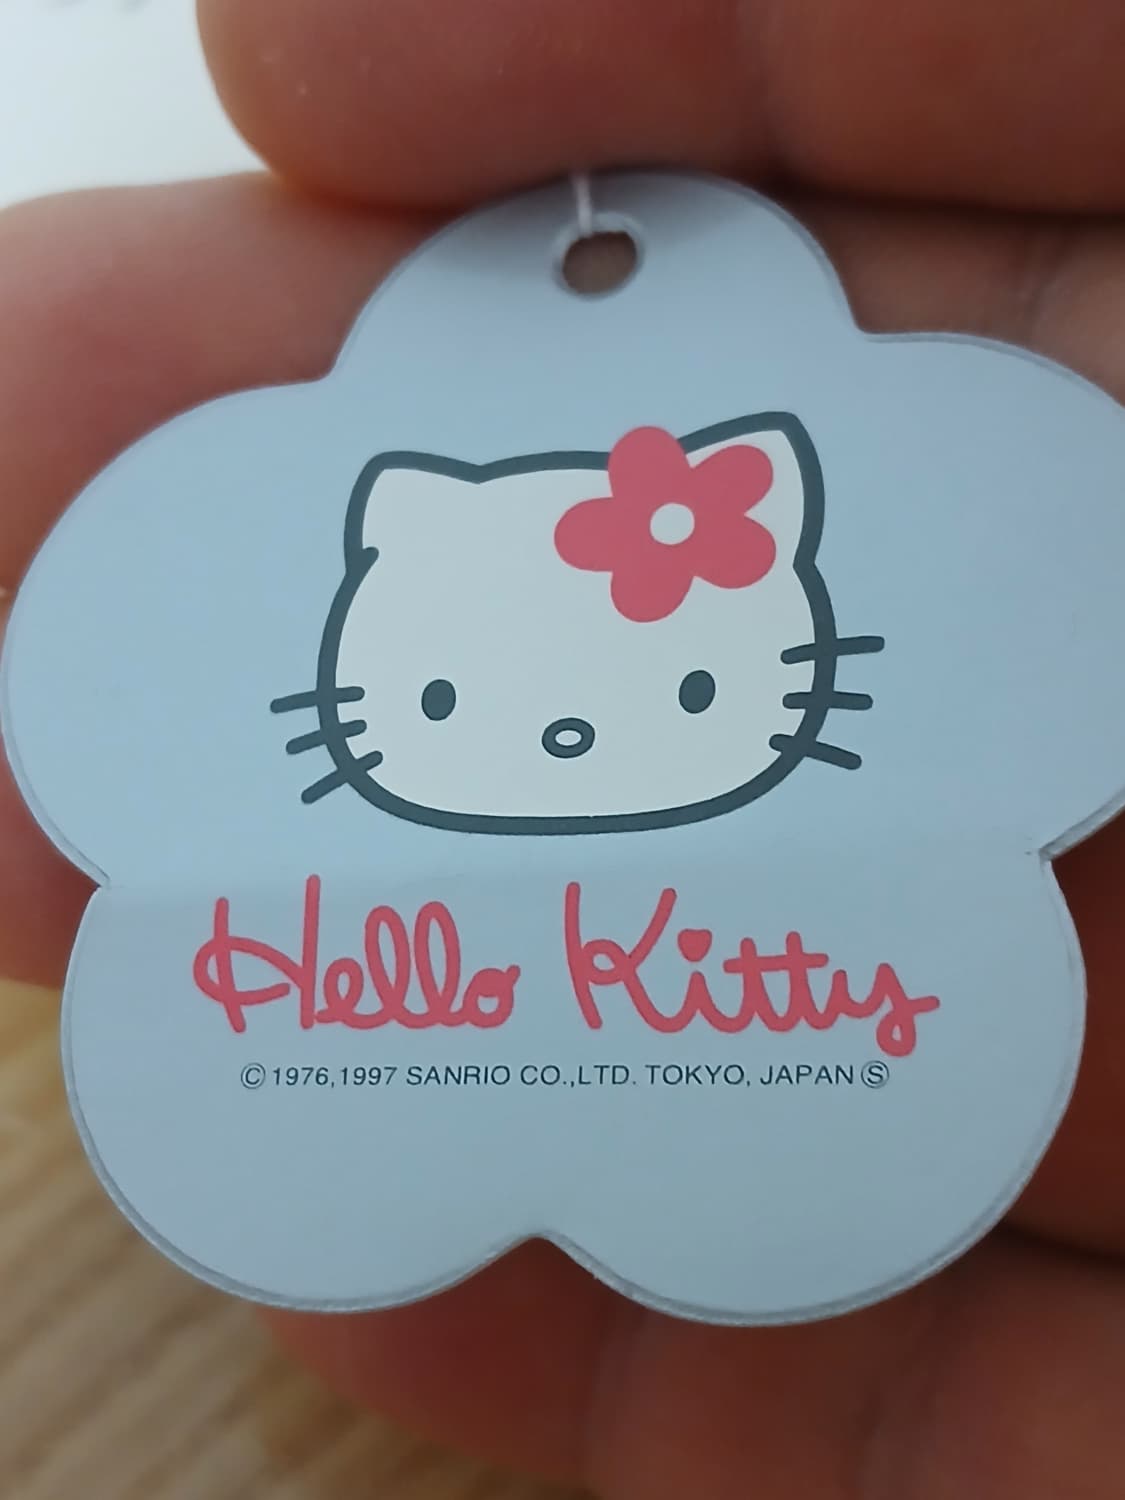 Hello Kitty
©1976,1997 SANRIO CO.,LTD. TOKYO, JAPAN Ⓢ